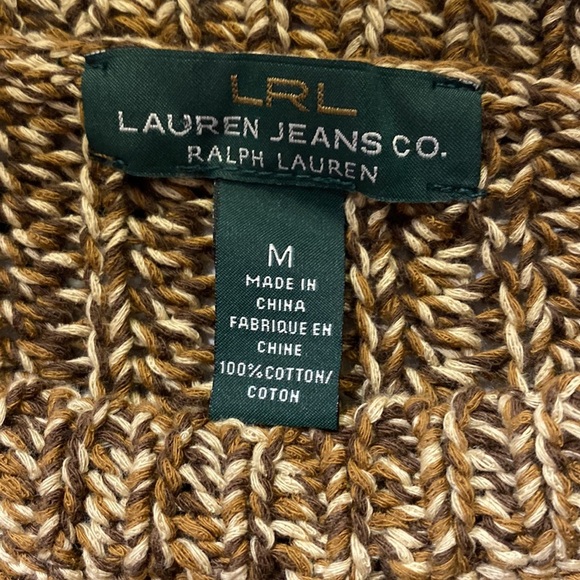 LRL
LAUREN JEANS CO.
RALPH LAUREN
M
MADE IN
CHINA
FABRIQUE EN
CHINE
100% COTTON/
COTON